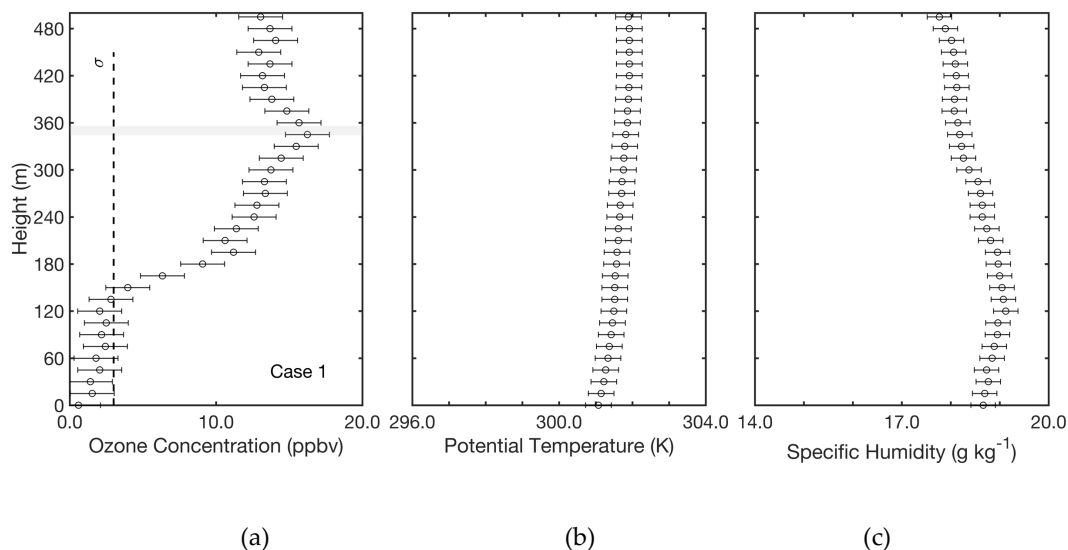 480
420
360
300
240
180
120
60
0
Height (m)
σ
Case 1
0.0 10.0 20.0
Ozone Concentration (ppbv)
296.0 300.0 304.0
Potential Temperature (K)
14.0 17.0 20.0
Specific Humidity (g kg⁻¹)
(a) (b) (c)